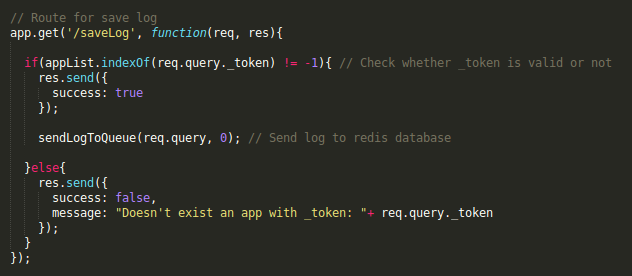 // Route for save log
app.get('/saveLog', function(req, res){
if(appList.indexOf(req.query._token) != -1){ // Check whether _token is valid or not
res.send({
success: true
});
sendLogToQueue(req.query, 0); // Send log to redis database
}else{
res.send({
success: false,
message: "Doesn't exist an app with _token: "+ req.query._token
});
}
});